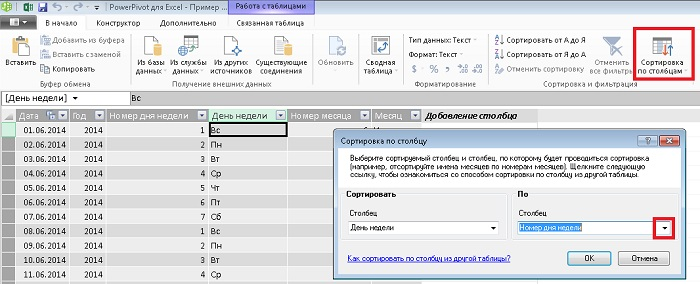 PowerPivot для Excel - Пример ...
Работа с таблицами
В начало
Конструктор
Дополнительно
Связанная таблица
Вставить
Добавить из буфера
Вставить с заменой
Копировать
Буфер обмена
Из базы данных
Из службы данных
Из других источников
Существующие соединения
Получение внешних данных
Обновить
Сводная таблица
Тип данных: Текст
Формат: Текст
$ % ,
Форматирование
Сортировать от А до Я
Сортировать от Я до А
Отменить сортировку
Отменить все фильтры
Сортировка и фильтрация
Сортировка по столбцам
[День недели]
Вс
Дата Год Номер дня недели День недели Номер месяца Месяц Добавление столбца
01.06.2014 2014 1 Вс
02.06.2014 2014 2 Пн
03.06.2014 2014 3 Вт
04.06.2014 2014 4 Ср
05.06.2014 2014 5 Чт
06.06.2014 2014 6 Пт
07.06.2014 2014 7 Сб
08.06.2014 2014 1 Вс
09.06.2014 2014 2 Пн
10.06.2014 2014 3 Вт
11.06.2014 2014 4 Ср
Сортировка по столбцу
Выберите сортируемый столбец и столбец, по которому будет проводиться сортировка
(например, отсортируйте имена месяцев по номерам месяцев). Щелкните следующую
ссылку, чтобы ознакомиться со способом сортировки по столбцу из другой таблицы.
Сортировать
По
Столбец
Столбец
День недели
Номер дня недели
Как сортировать по столбцу из другой таблицы?
ОК
Отмена